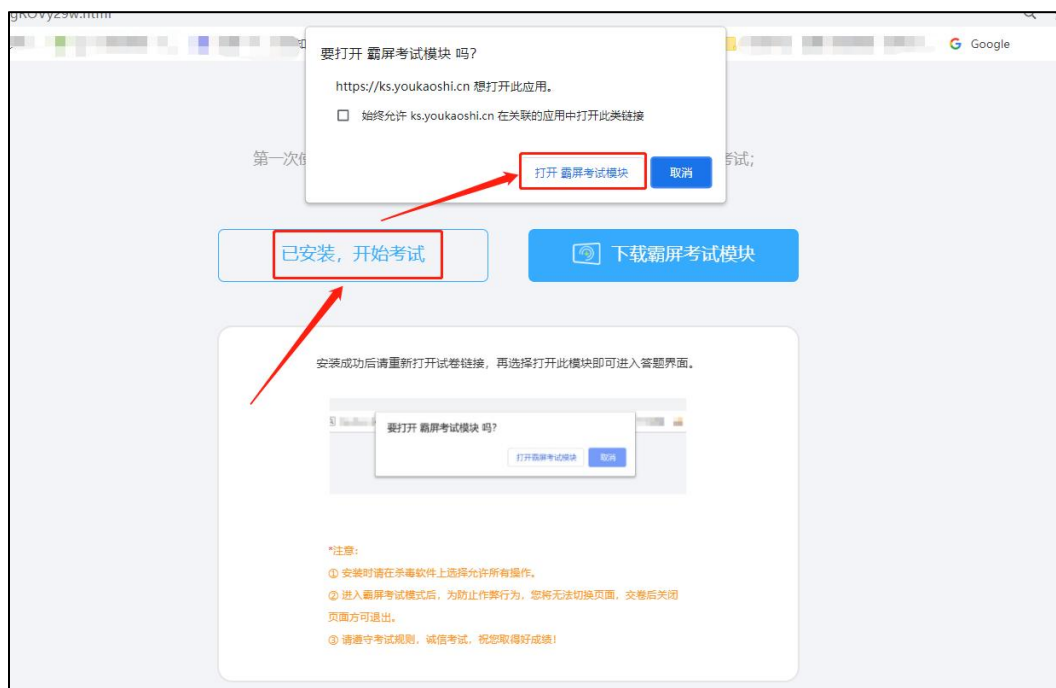 gROVy29w.html
Google
要打开 霸屏考试模块 吗?
https://ks.youkaoshi.cn 想打开此应用。
始终允许 ks.youkaoshi.cn 在关联的应用中打开此类链接
打开 霸屏考试模块
取消
第一次
考试;
已安装，开始考试
下载霸屏考试模块
安装成功后请重新打开试卷链接，再选择打开此模块即可进入答题界面。
要打开 霸屏考试模块 吗?
打开霸屏考试模块
取消
*注意:
① 安装时请在杀毒软件上选择允许所有操作。
② 进入霸屏考试模式后，为防止作弊行为，您将无法切换页面，交卷后关闭
页面方可退出。
③ 请遵守考试规则，诚信考试，祝您取得好成绩！